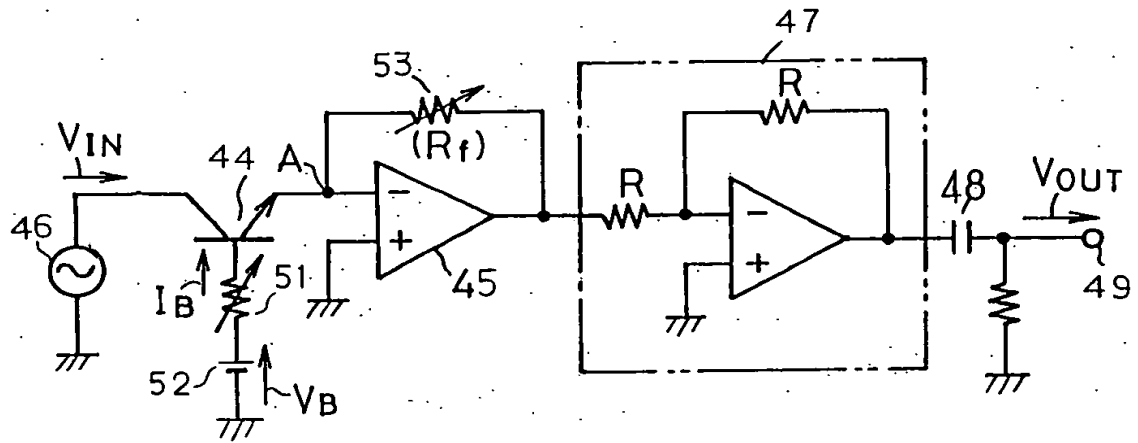 47
53
R
(Rf)
VIN
44
A
R
48
VOUT
46
−
+
−
+
IB
51
45
49
52
VB